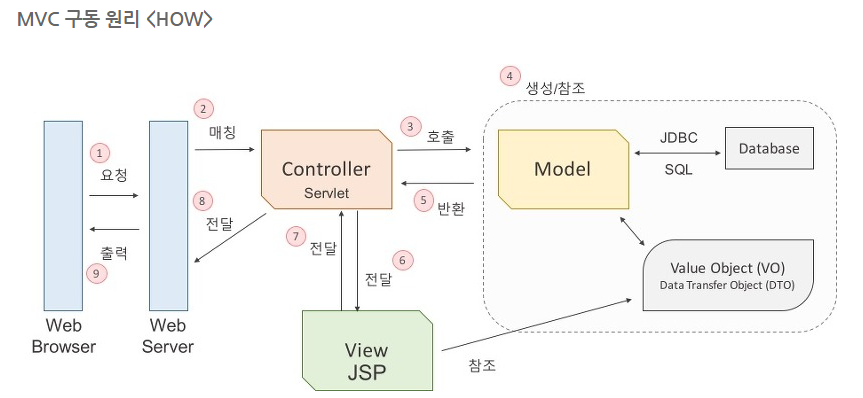 MVC 구동 원리 <HOW>
4
생성/참조
2
매칭
3
호출
1
요청
Controller
Servlet
Model
JDBC
SQL
Database
8
전달
5
반환
7
전달
6
전달
출력
9
Value Object (VO)
Data Transfer Object (DTO)
Web
Browser
Web
Server
View
JSP
참조